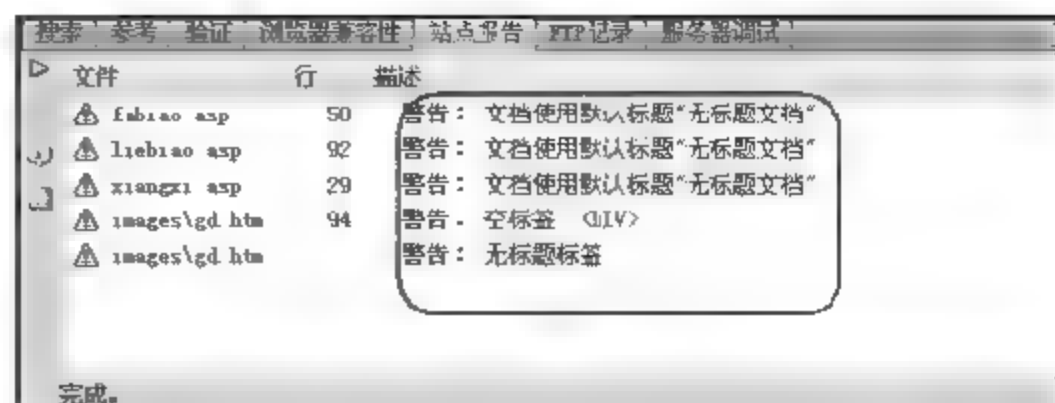 搜索 参考 验证 浏览器兼容性 站点报告 FTP记录 服务器调试
文件 行 描述
fabiao.asp 50 警告: 文档使用默认标题"无标题文档"
liebiao.asp 92 警告: 文档使用默认标题"无标题文档"
xiangxi.asp 29 警告: 文档使用默认标题"无标题文档"
images\gd.htm 94 警告: 空标签 <DIV>
images\gd.htm 警告: 无标题标签
完成。